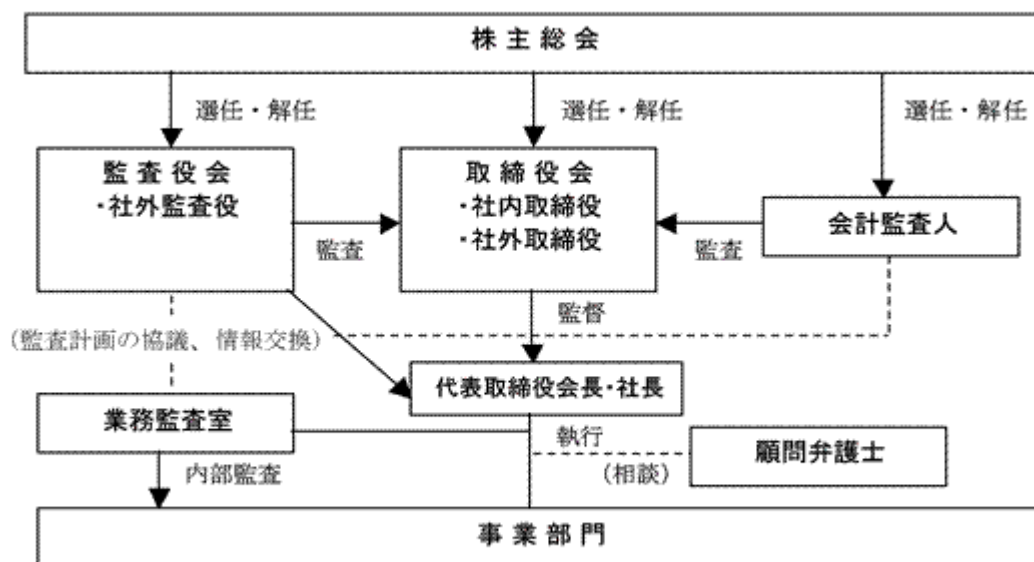 株主総会
選任・解任
選任・解任
選任・解任
監査役会
・社外監査役
取締役会
・社内取締役
・社外取締役
会計監査人
監査
監査
監督
(監査計画の協議、情報交換)
代表取締役会長・社長
業務監査室
執行
顧問弁護士
(相談)
内部監査
事業部門